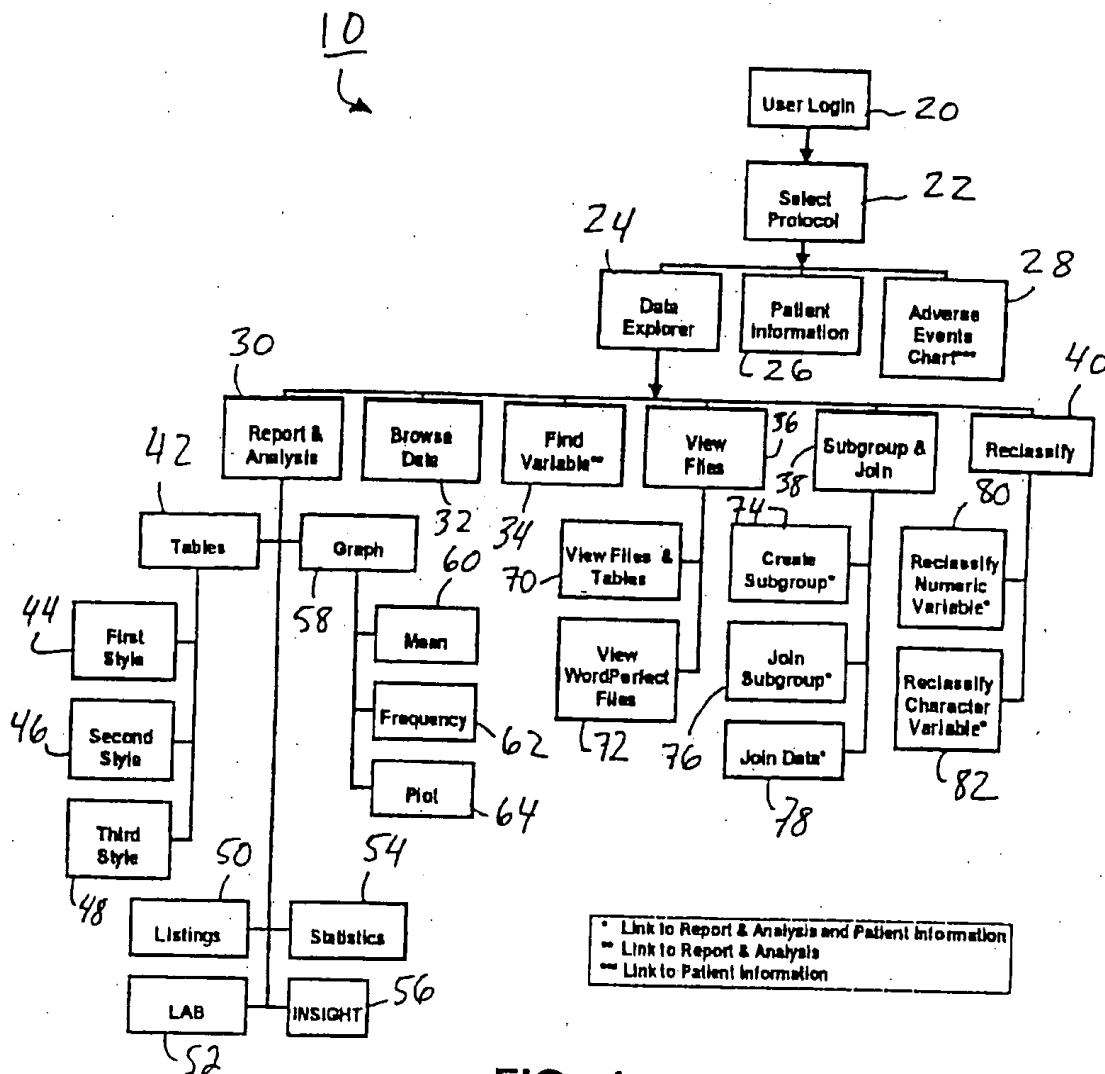 10
User Login
20
Select
Protocol
22
24
Data
Explorer
Patient
Information
26
Adverse
Events
Chart***
28
30
Report &
Analysis
Browse
Data
32
Find
Variable**
34
View
Files
36
Subgroup
& Join
38
Reclassify
40
42
Tables
Graph
58
44
First
Style
46
Second
Style
Third
Style
48
60
Mean
Frequency
62
Plot
64
70
View Files &
Tables
View
WordPerfect
Files
72
74
Create
Subgroup*
Join
Subgroup*
76
Join Data*
78
80
Reclassify
Numeric
Variable*
Reclassify
Character
Variable*
82
50
Listings
54
Statistics
LAB
52
INSIGHT
56
* Link to Report & Analysis and Patient Information
** Link to Report & Analysis
*** Link to Patient Information